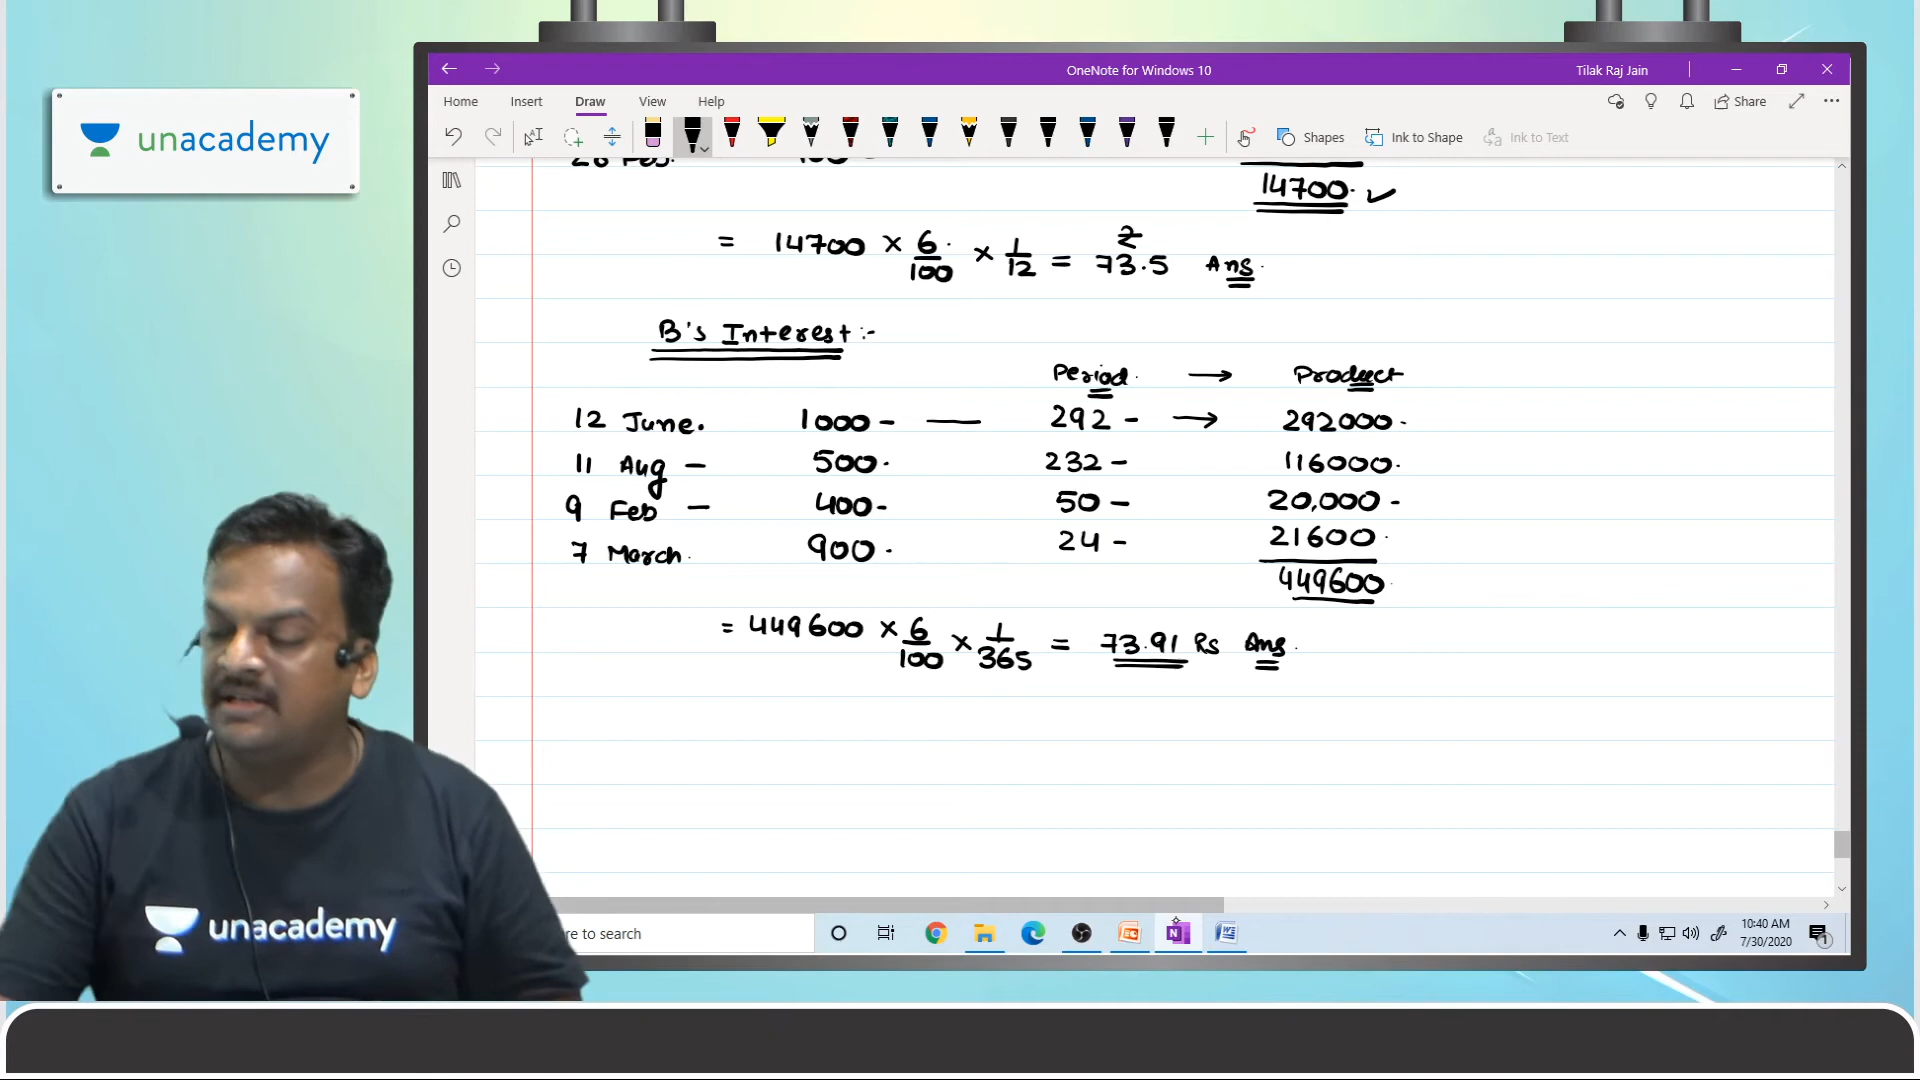 OneNote for Windows 10
Tilak Raj Jain
unacademy
Home Insert Draw View Help
Share
Shapes
Ink to Shape
Ink to Text
14700
= 14700 × 6/100 × 1/12 = 73.5 Ans
B's Interest :-
Period → Product
12 June. 1000 - — 292 - → 292000
11 Aug - 500 232 - 116000
9 Feb - 400 - 50 - 20,000 -
7 March 900 24 - 21600
449600
= 449600 × 6/100 × 1/365 = 73.91 Rs Ans
unacademy
re to search
10:40 AM
7/30/2020